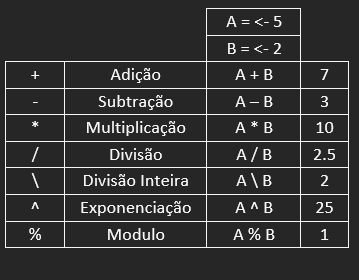 A = <- 5
B = <- 2
+ Adição A + B 7
- Subtração A – B 3
* Multiplicação A * B 10
/ Divisão A / B 2.5
\ Divisão Inteira A \ B 2
^ Exponenciação A ^ B 25
% Modulo A % B 1